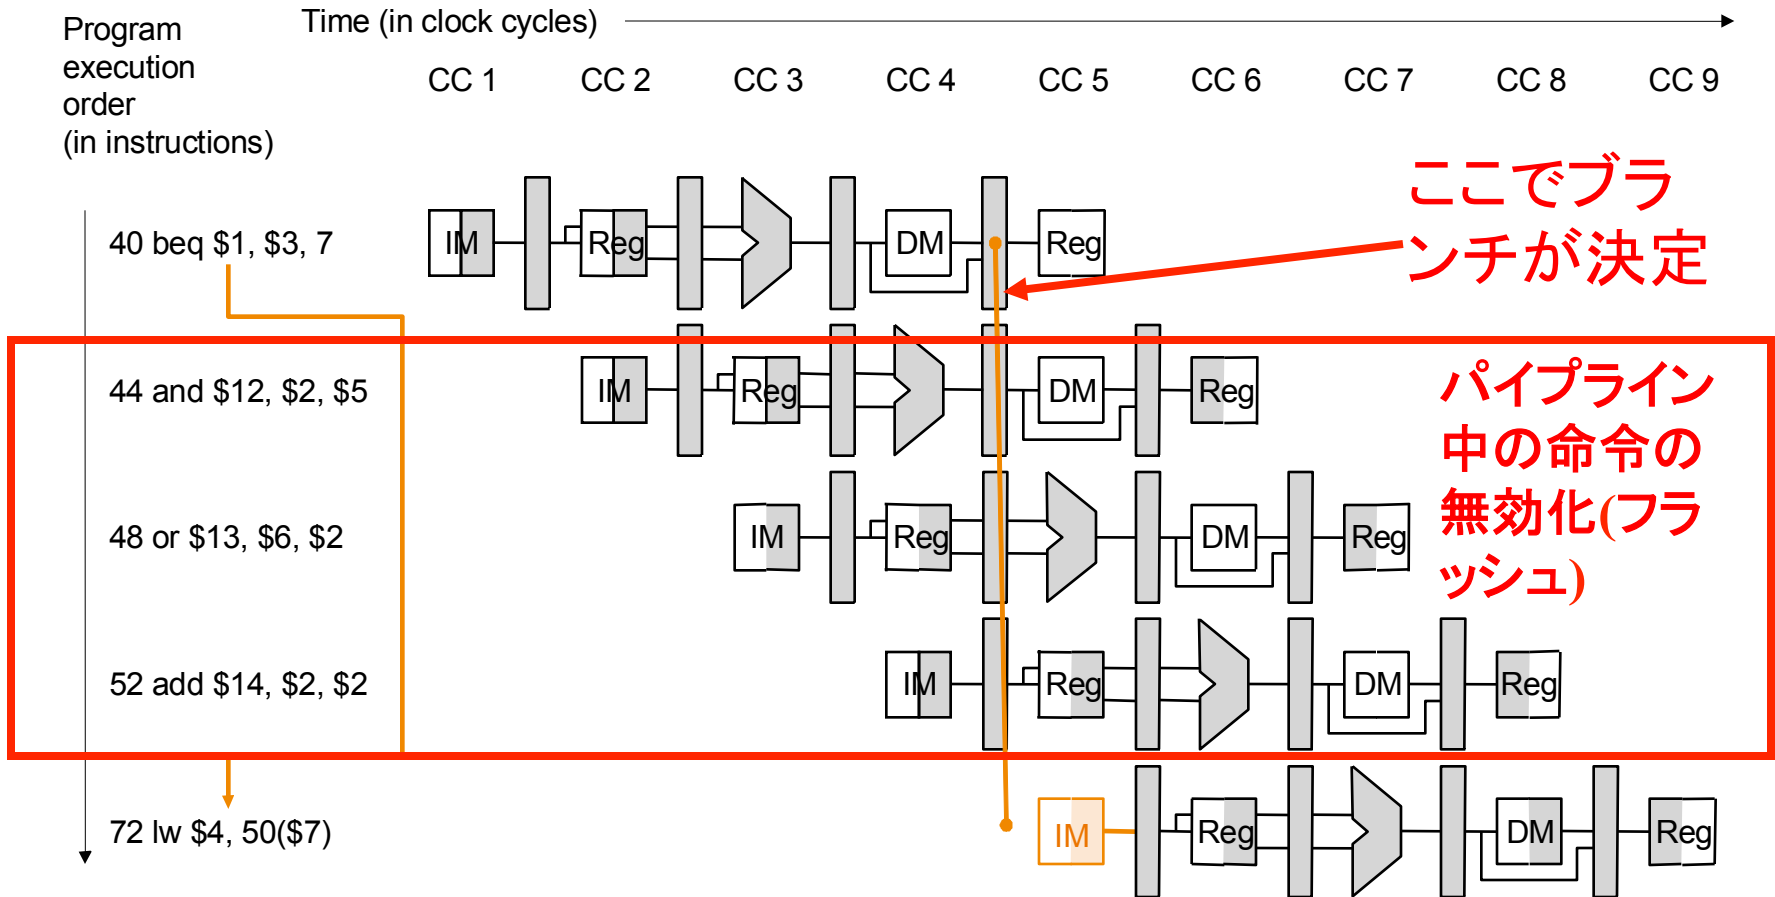 Program
execution
order
(in instructions)
Time (in clock cycles)
CC 1 CC 2 CC 3 CC 4 CC 5 CC 6 CC 7 CC 8 CC 9
ここでブラ
ンチが決定
40 beq $1, $3, 7
IM Reg DM Reg
44 and $12, $2, $5
IM Reg DM Reg
パイプライン
中の命令の
無効化(フラ
ッシュ)
48 or $13, $6, $2
IM Reg DM Reg
52 add $14, $2, $2
IM Reg DM Reg
72 lw $4, 50($7)
IM Reg DM Reg